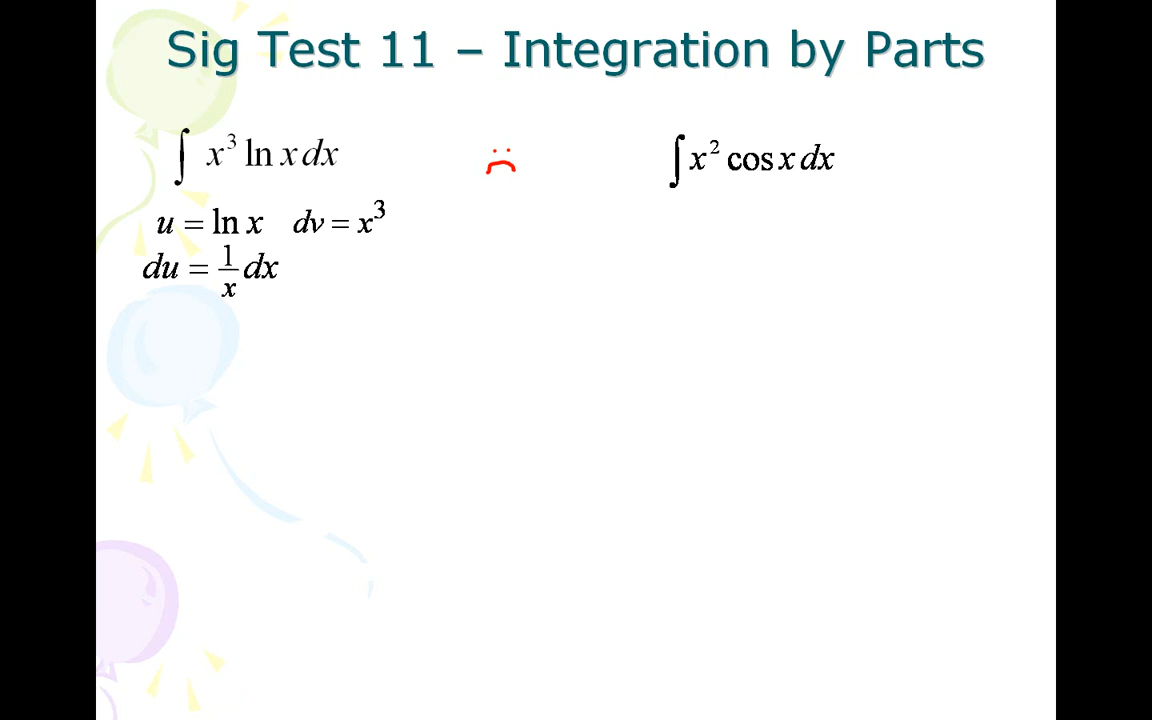 Sig Test 11 – Integration by Parts
∫ x³ ln x dx
u = ln x dv = x³
du = 1/x dx
∫ x² cos x dx